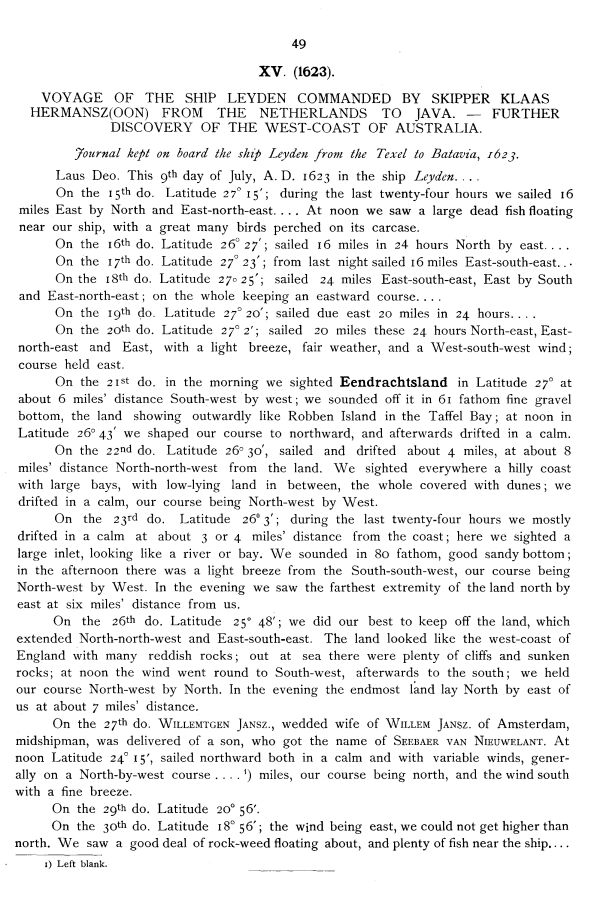 49
XV. (1623).
VOYAGE OF THE SHIP LEYDEN COMMANDED BY SKIPPER KLAAS
HERMANSZ(OON) FROM THE NETHERLANDS TO JAVA. — FURTHER
DISCOVERY OF THE WEST-COAST OF AUSTRALIA.
Journal kept on board the ship Leyden from the Texel to Batavia, 1623.
Laus Deo. This 9th day of July, A. D. 1623 in the ship Leyden....
On the 15th do. Latitude 27° 15′; during the last twenty-four hours we sailed 16
miles East by North and East-north-east.... At noon we saw a large dead fish floating
near our ship, with a great many birds perched on its carcase.
On the 16th do. Latitude 26° 27′; sailed 16 miles in 24 hours North by east....
On the 17th do. Latitude 27° 23′; from last night sailed 16 miles East-south-east...
On the 18th do. Latitude 27° 25′; sailed 24 miles East-south-east, East by South
and East-north-east; on the whole keeping an eastward course....
On the 19th do. Latitude 27° 20′; sailed due east 20 miles in 24 hours....
On the 20th do. Latitude 27° 2′; sailed 20 miles these 24 hours North-east, East-
north-east and East, with a light breeze, fair weather, and a West-south-west wind;
course held east.
On the 21st do. in the morning we sighted Eendrachtsland in Latitude 27° at
about 6 miles' distance South-west by west; we sounded off it in 61 fathom fine gravel
bottom, the land showing outwardly like Robben Island in the Taffel Bay; at noon in
Latitude 26° 43′ we shaped our course to northward, and afterwards drifted in a calm.
On the 22nd do. Latitude 26° 30′, sailed and drifted about 4 miles, at about 8
miles' distance North-north-west from the land. We sighted everywhere a hilly coast
with large bays, with low-lying land in between, the whole covered with dunes; we
drifted in a calm, our course being North-west by West.
On the 23rd do. Latitude 26° 3′; during the last twenty-four hours we mostly
drifted in a calm at about 3 or 4 miles' distance from the coast; here we sighted a
large inlet, looking like a river or bay. We sounded in 80 fathom, good sandy bottom;
in the afternoon there was a light breeze from the South-south-west, our course being
North-west by West. In the evening we saw the farthest extremity of the land north by
east at six miles' distance from us.
On the 26th do. Latitude 25° 48′; we did our best to keep off the land, which
extended North-north-west and East-south-east. The land looked like the west-coast of
England with many reddish rocks; out at sea there were plenty of cliffs and sunken
rocks; at noon the wind went round to South-west, afterwards to the south; we held
our course North-west by North. In the evening the endmost land lay North by east of
us at about 7 miles' distance.
On the 27th do. WILLEMTGEN JANSZ., wedded wife of WILLEM JANSZ. of Amsterdam,
midshipman, was delivered of a son, who got the name of SEEBAER VAN NIEUWELANT. At
noon Latitude 24° 15′, sailed northward both in a calm and with variable winds, gener-
ally on a North-by-west course .... 1) miles, our course being north, and the wind south
with a fine breeze.
On the 29th do. Latitude 20° 56′.
On the 30th do. Latitude 18° 56′; the wind being east, we could not get higher than
north. We saw a good deal of rock-weed floating about, and plenty of fish near the ship....
1) Left blank.